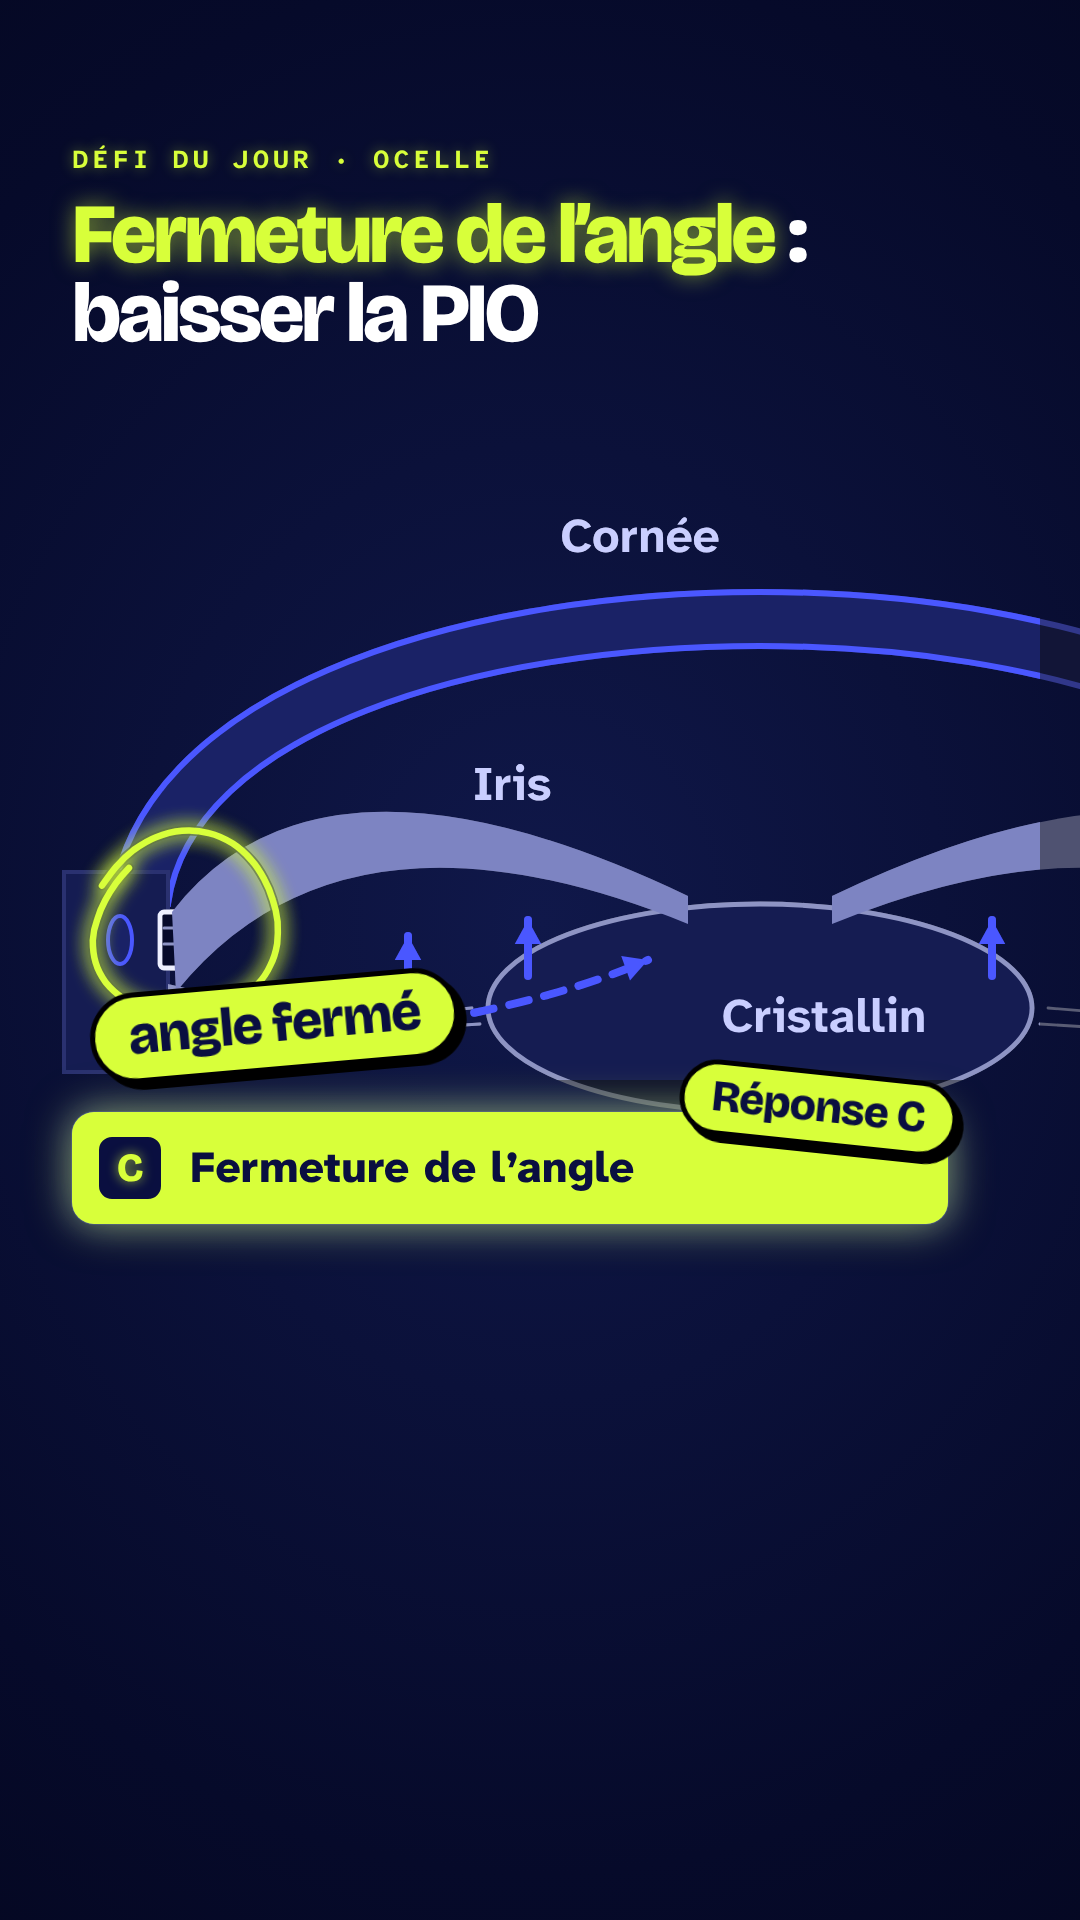 DÉFI DU JOUR · OCELLE
Fermeture de l’angle :
baisser la PIO
Cornée
Iris
angle fermé
Cristallin
Réponse C
C Fermeture de l’angle